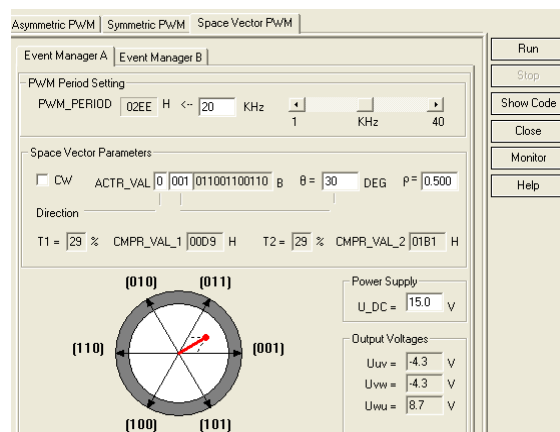 Asymmetric PWM Symmetric PWM Space Vector PWM
Event Manager A Event Manager B
PWM Period Setting
PWM_PERIOD 02EE H <-- 20 KHz
1 KHz 40
Space Vector Parameters
CW ACTR_VAL 0 001 011001100110 B θ = 30 DEG ρ = 0.500
Direction
T1 = 29 % CMPR_VAL_1 00D9 H T2 = 29 % CMPR_VAL_2 01B1 H
(010) (011)
(110) (001)
(100) (101)
Power Supply
U_DC = 15.0 V
Output Voltages
Uuv = -4.3 V
Uvw = -4.3 V
Uwu = 8.7 V
Run
Stop
Show Code
Close
Monitor
Help